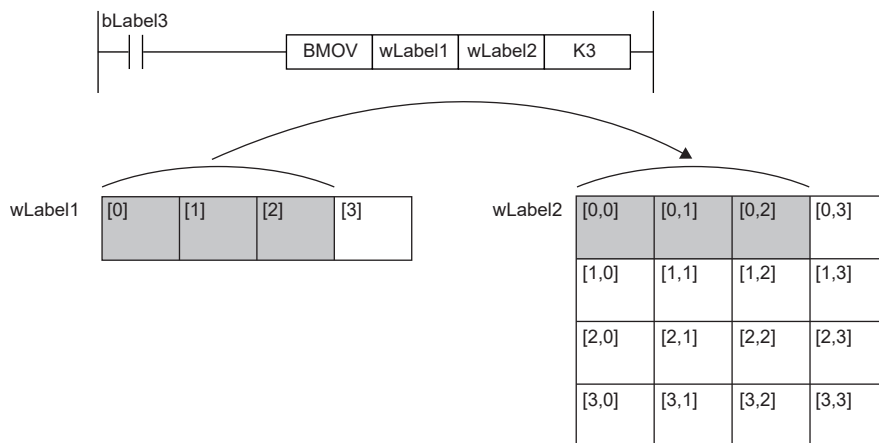 bLabel3
BMOV wLabel1 wLabel2 K3
wLabel1 [0] [1] [2] [3]
wLabel2 [0,0] [0,1] [0,2] [0,3]
[1,0] [1,1] [1,2] [1,3]
[2,0] [2,1] [2,2] [2,3]
[3,0] [3,1] [3,2] [3,3]